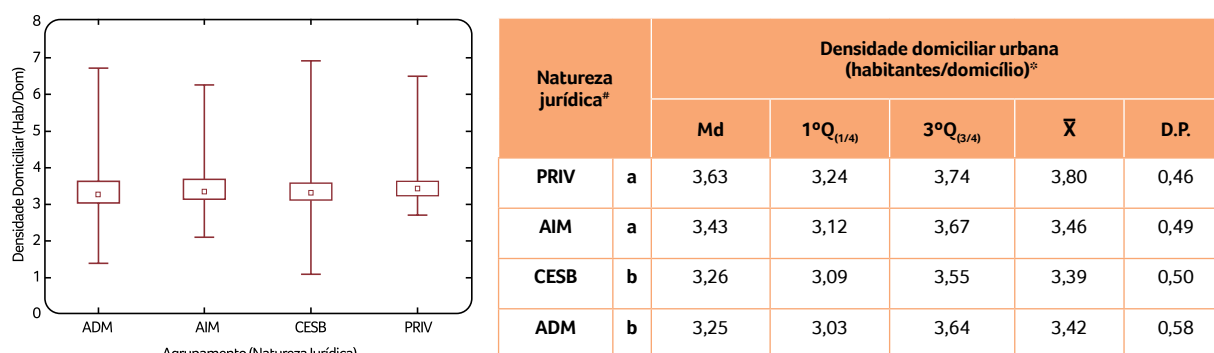 8
7
6
5
4
3
2
1
0
Densidade Domiciliar (Hab/Dom)
ADM AIM CESB PRIV
Agrupamento (Natureza Jurídica)
Natureza jurídica#
Densidade domiciliar urbana
(habitantes/domicílio)*
Md 1ºQ(1/4) 3ºQ(3/4) X̅ D.P.
PRIV a 3,63 3,24 3,74 3,80 0,46
AIM a 3,43 3,12 3,67 3,46 0,49
CESB b 3,26 3,09 3,55 3,39 0,50
ADM b 3,25 3,03 3,64 3,42 0,58